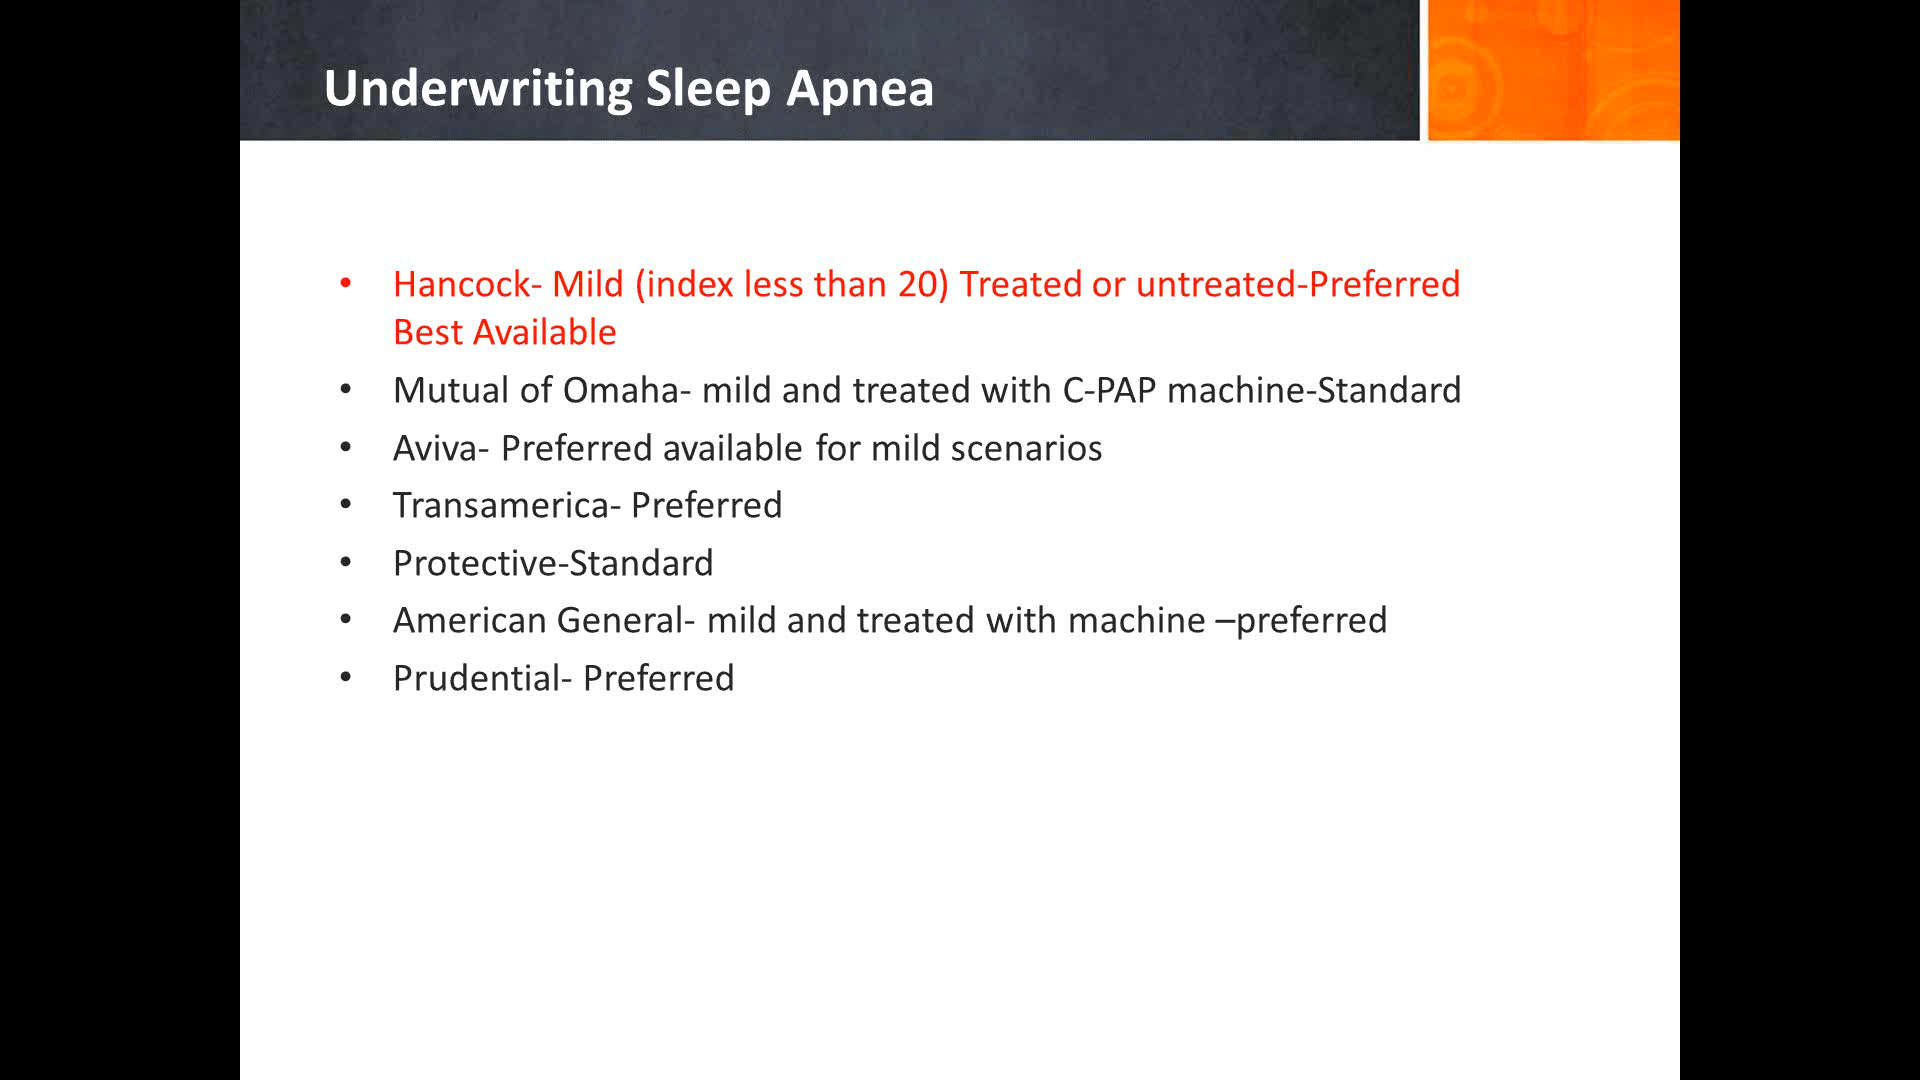 Underwriting Sleep Apnea
• Hancock- Mild (index less than 20) Treated or untreated-Preferred
Best Available
• Mutual of Omaha- mild and treated with C-PAP machine-Standard
• Aviva- Preferred available for mild scenarios
• Transamerica- Preferred
• Protective-Standard
• American General- mild and treated with machine –preferred
• Prudential- Preferred